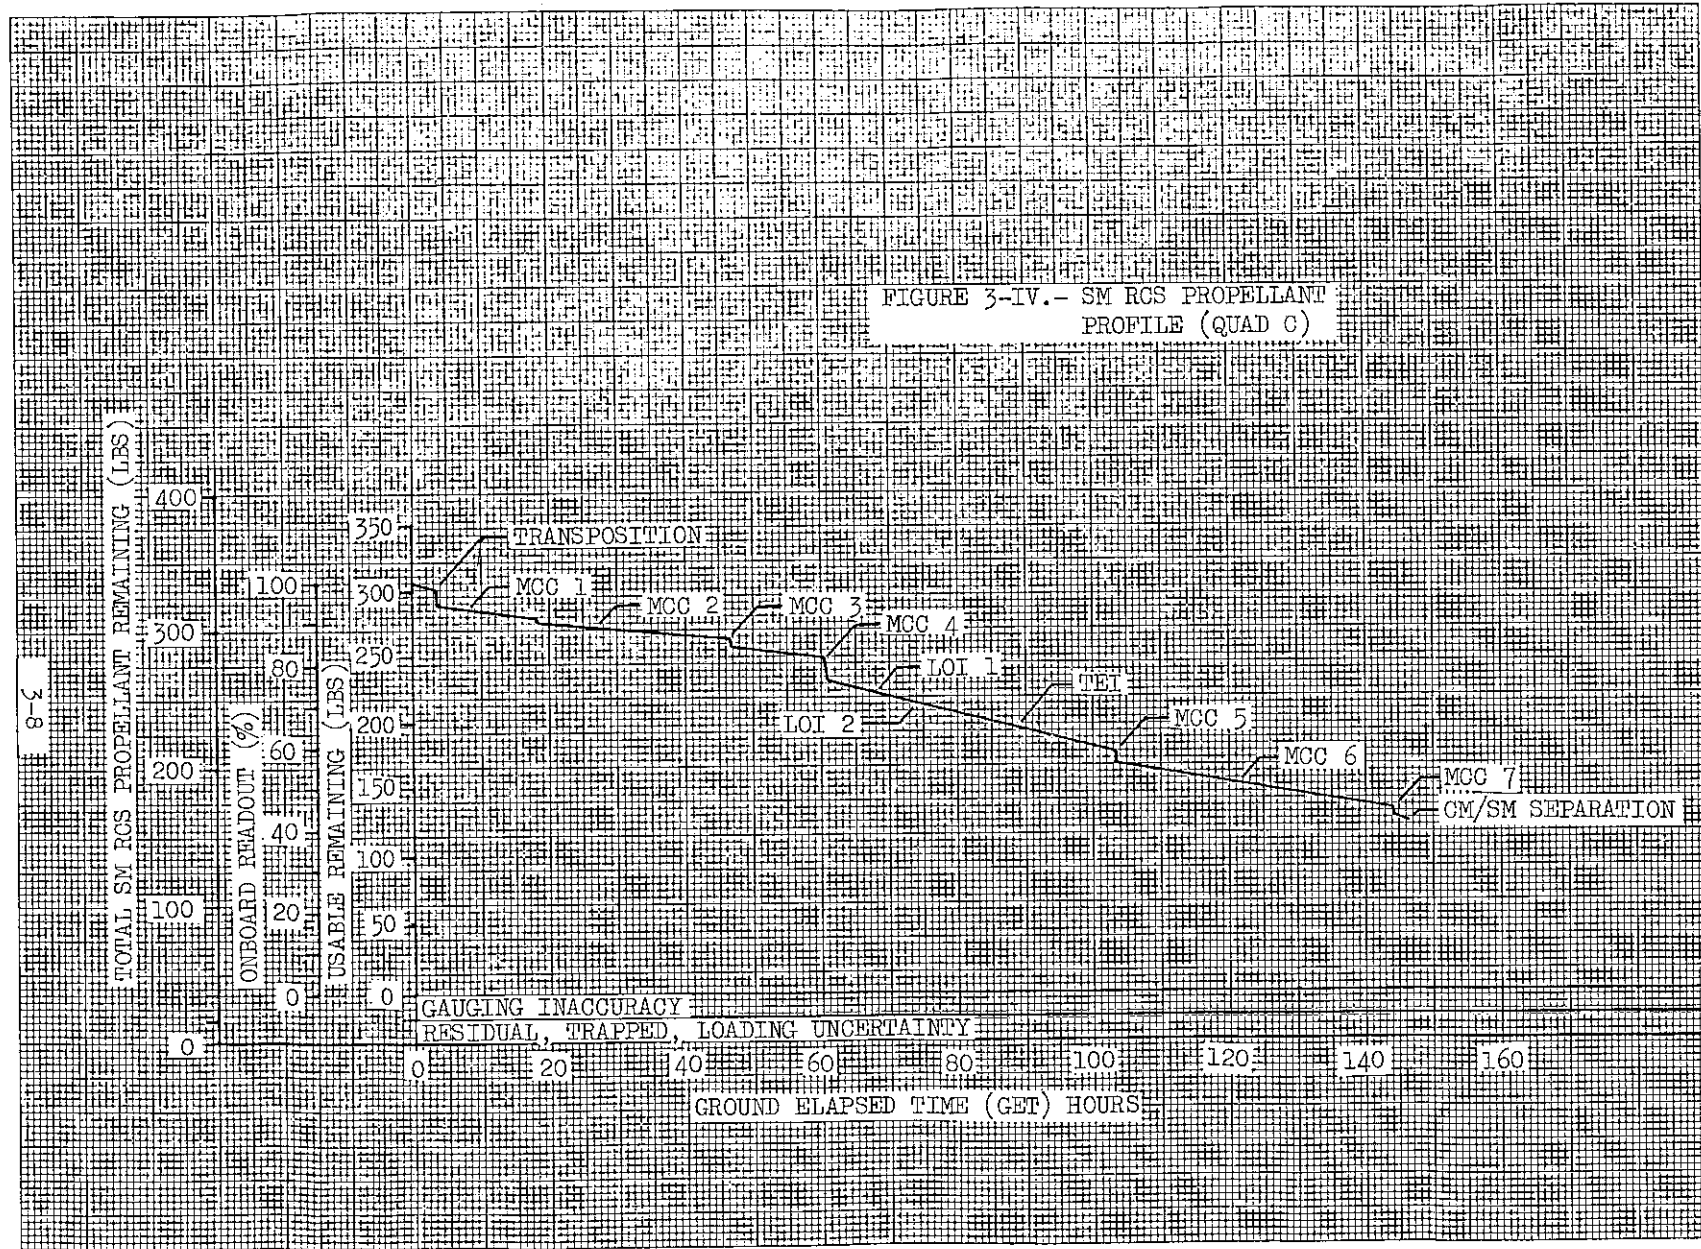 FIGURE 3-IV.- SM RCS PROPELLANT
PROFILE (QUAD C)
TOTAL SM RCS PROPELLANT REMAINING (LBS)
400
300
200
100
0
ONBOARD READOUT (%)
100
80
60
40
20
0
USABLE REMAINING (LBS)
350
300
250
200
150
100
50
0
TRANSPOSITION
MCC 1
MCC 2
MCC 3
MCC 4
LOI 1
LOI 2
TEI
MCC 5
MCC 6
MCC 7
CM/SM SEPARATION
GAUGING INACCURACY
RESIDUAL, TRAPPED, LOADING UNCERTAINTY
0
20
40
60
80
100
120
140
160
GROUND ELAPSED TIME (GET) HOURS
3-8